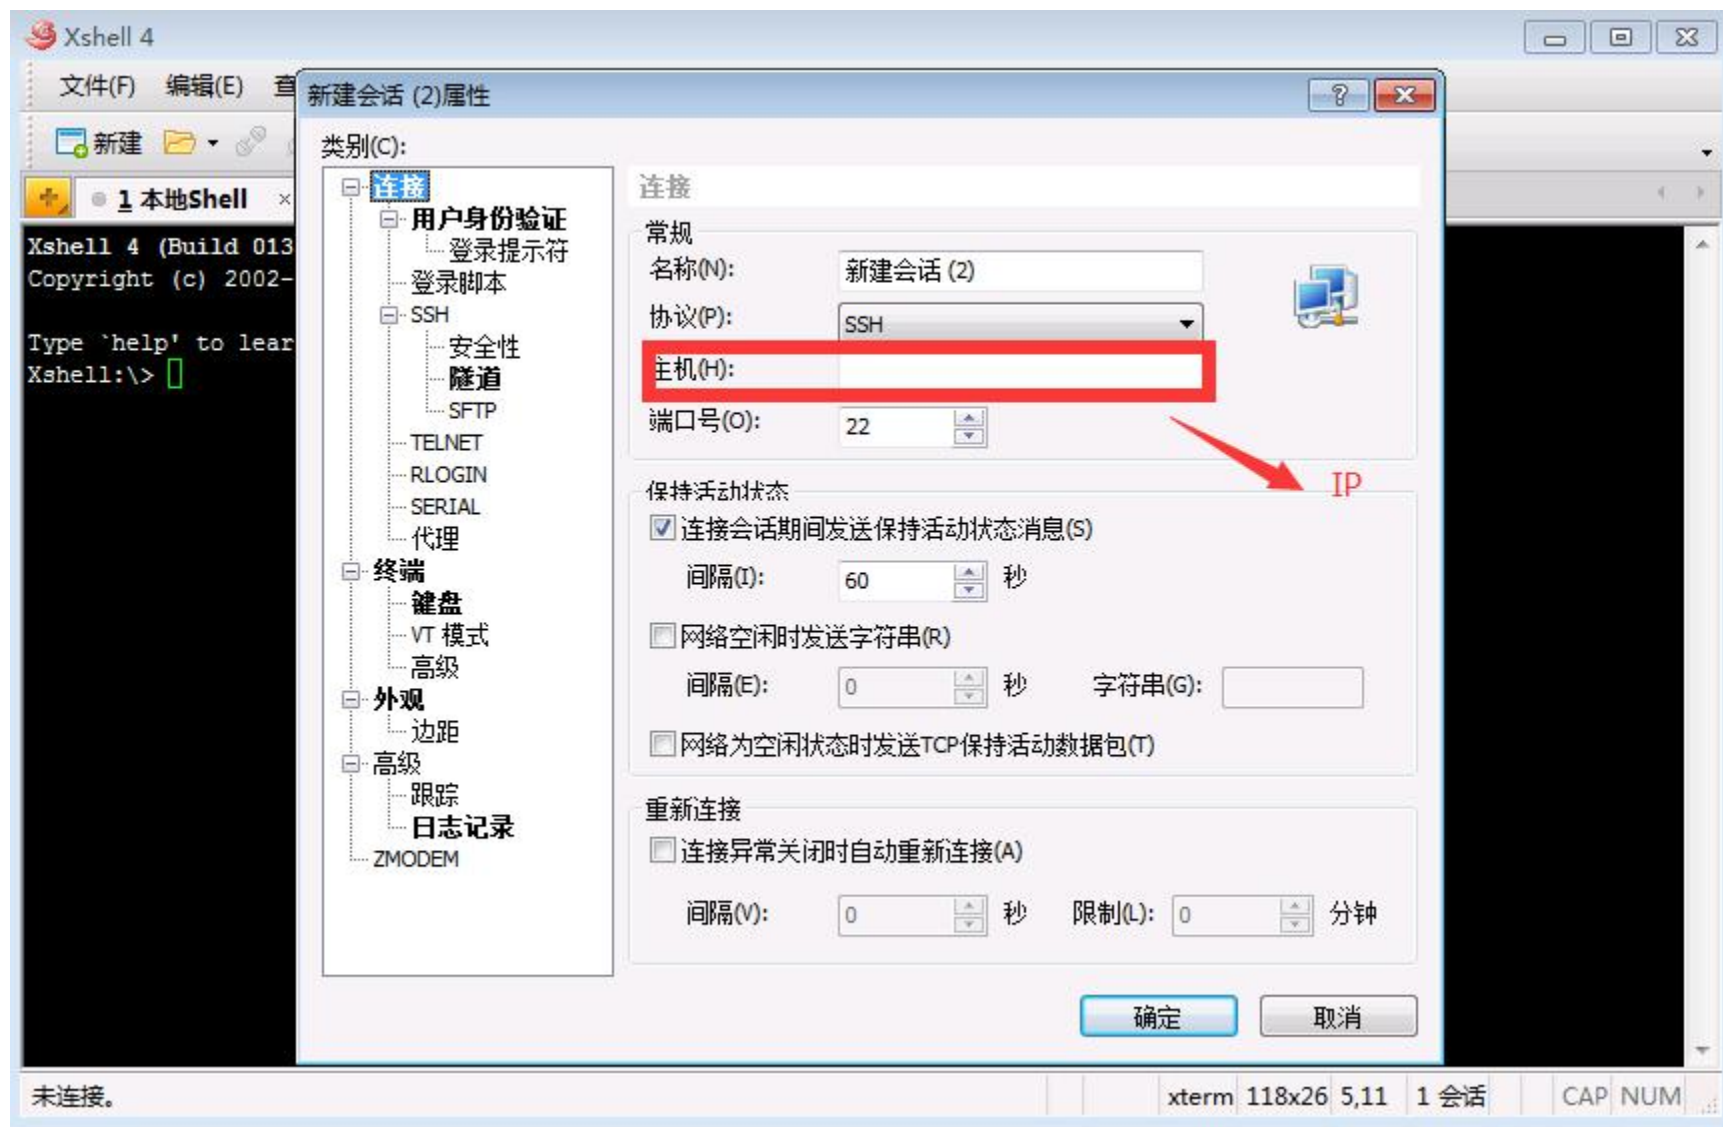 Xshell 4
文件(F) 编辑(E) 查
新建会话 (2)属性
新建
类别(C):
1 本地Shell
Xshell 4 (Build 013
Copyright (c) 2002-
Type `help' to lear
Xshell:\>
连接
用户身份验证
登录提示符
登录脚本
SSH
安全性
隧道
SFTP
TELNET
RLOGIN
SERIAL
代理
终端
键盘
VT 模式
高级
外观
边距
高级
跟踪
日志记录
ZMODEM
连接
常规
名称(N): 新建会话 (2)
协议(P): SSH
主机(H):
端口号(O): 22
IP
保持活动状态
连接会话期间发送保持活动状态消息(S)
间隔(I): 60 秒
网络空闲时发送字符串(R)
间隔(E): 0 秒 字符串(G):
网络为空闲状态时发送TCP保持活动数据包(T)
重新连接
连接异常关闭时自动重新连接(A)
间隔(V): 0 秒 限制(L): 0 分钟
确定 取消
未连接。 xterm 118x26 5,11 1 会话 CAP NUM